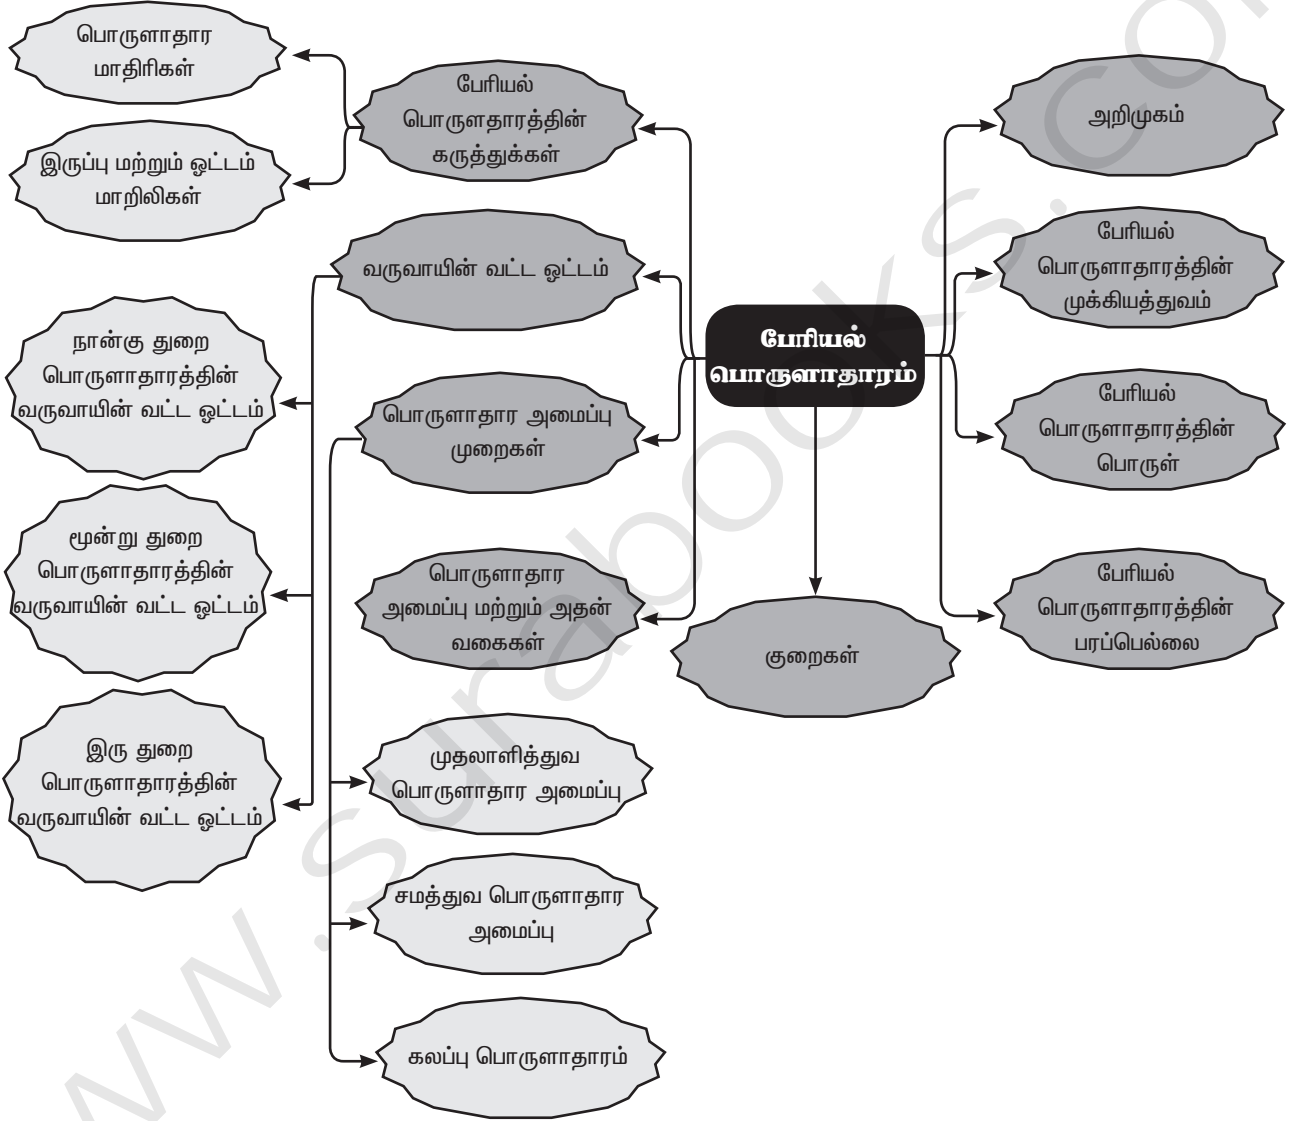 பொருளாதார
மாதிரிகள்
இருப்பு மற்றும் ஓட்டம்
மாறிலிகள்
பேரியல்
பொருளதாரத்தின்
கருத்துக்கள்
வருவாயின் வட்ட ஓட்டம்
நான்கு துறை
பொருளாதாரத்தின்
வருவாயின் வட்ட ஓட்டம்
மூன்று துறை
பொருளாதாரத்தின்
வருவாயின் வட்ட ஓட்டம்
இரு துறை
பொருளாதாரத்தின்
வருவாயின் வட்ட ஓட்டம்
பொருளாதார அமைப்பு
முறைகள்
பொருளாதார
அமைப்பு மற்றும் அதன்
வகைகள்
முதலாளித்துவ
பொருளாதார அமைப்பு
சமத்துவ பொருளாதார
அமைப்பு
கலப்பு பொருளாதாரம்
பேரியல்
பொருளாதாரம்
குறைகள்
அறிமுகம்
பேரியல்
பொருளாதாரத்தின்
முக்கியத்துவம்
பேரியல்
பொருளாதாரத்தின்
பொருள்
பேரியல்
பொருளாதாரத்தின்
பரப்பெல்லை
www.surabooks.com